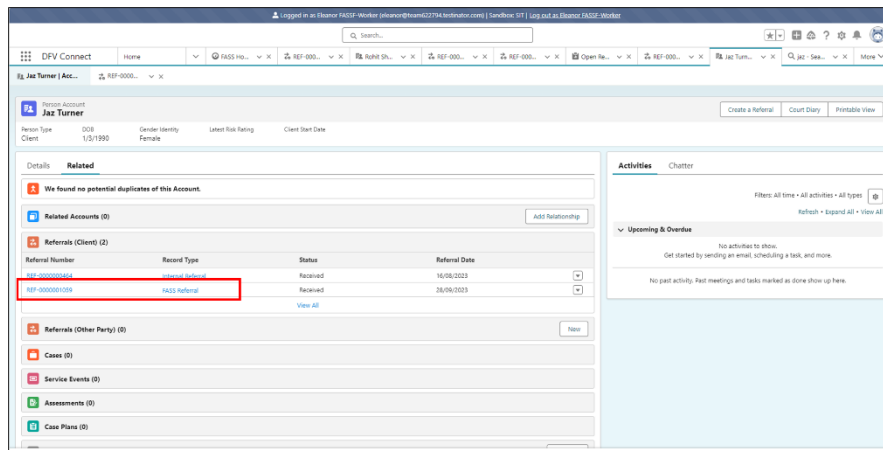 Logged in as Eleanor FASSF-Worker (eleanor@team622794.testinator.com) | Sandbox: SIT | Log out as Eleanor FASSF-Worker
Search...
DFV Connect Home FASS Ho... REF-000... Rohit Sh... REF-000... REF-000... Open Re... REF-000... Jaz Turn... jaz - Sea... More
Jaz Turner | Acc... REF-0000...
Person Account
Jaz Turner
Create a Referral Court Diary Printable View
Person Type DOB Gender Identity Latest Risk Rating Client Start Date
Client 1/3/1990 Female
Details Related
We found no potential duplicates of this Account.
Related Accounts (0) Add Relationship
Referrals (Client) (2)
Referral Number Record Type Status Referral Date
REF-0000000464 Internal Referral Received 16/08/2023
REF-0000001059 FASS Referral Received 28/09/2023
View All
Referrals (Other Party) (0) New
Cases (0)
Service Events (0)
Assessments (0)
Case Plans (0)
Activities Chatter
Filters: All time • All activities • All types
Refresh • Expand All • View All
Upcoming & Overdue
No activities to show.
Get started by sending an email, scheduling a task, and more.
No past activity. Past meetings and tasks marked as done show up here.